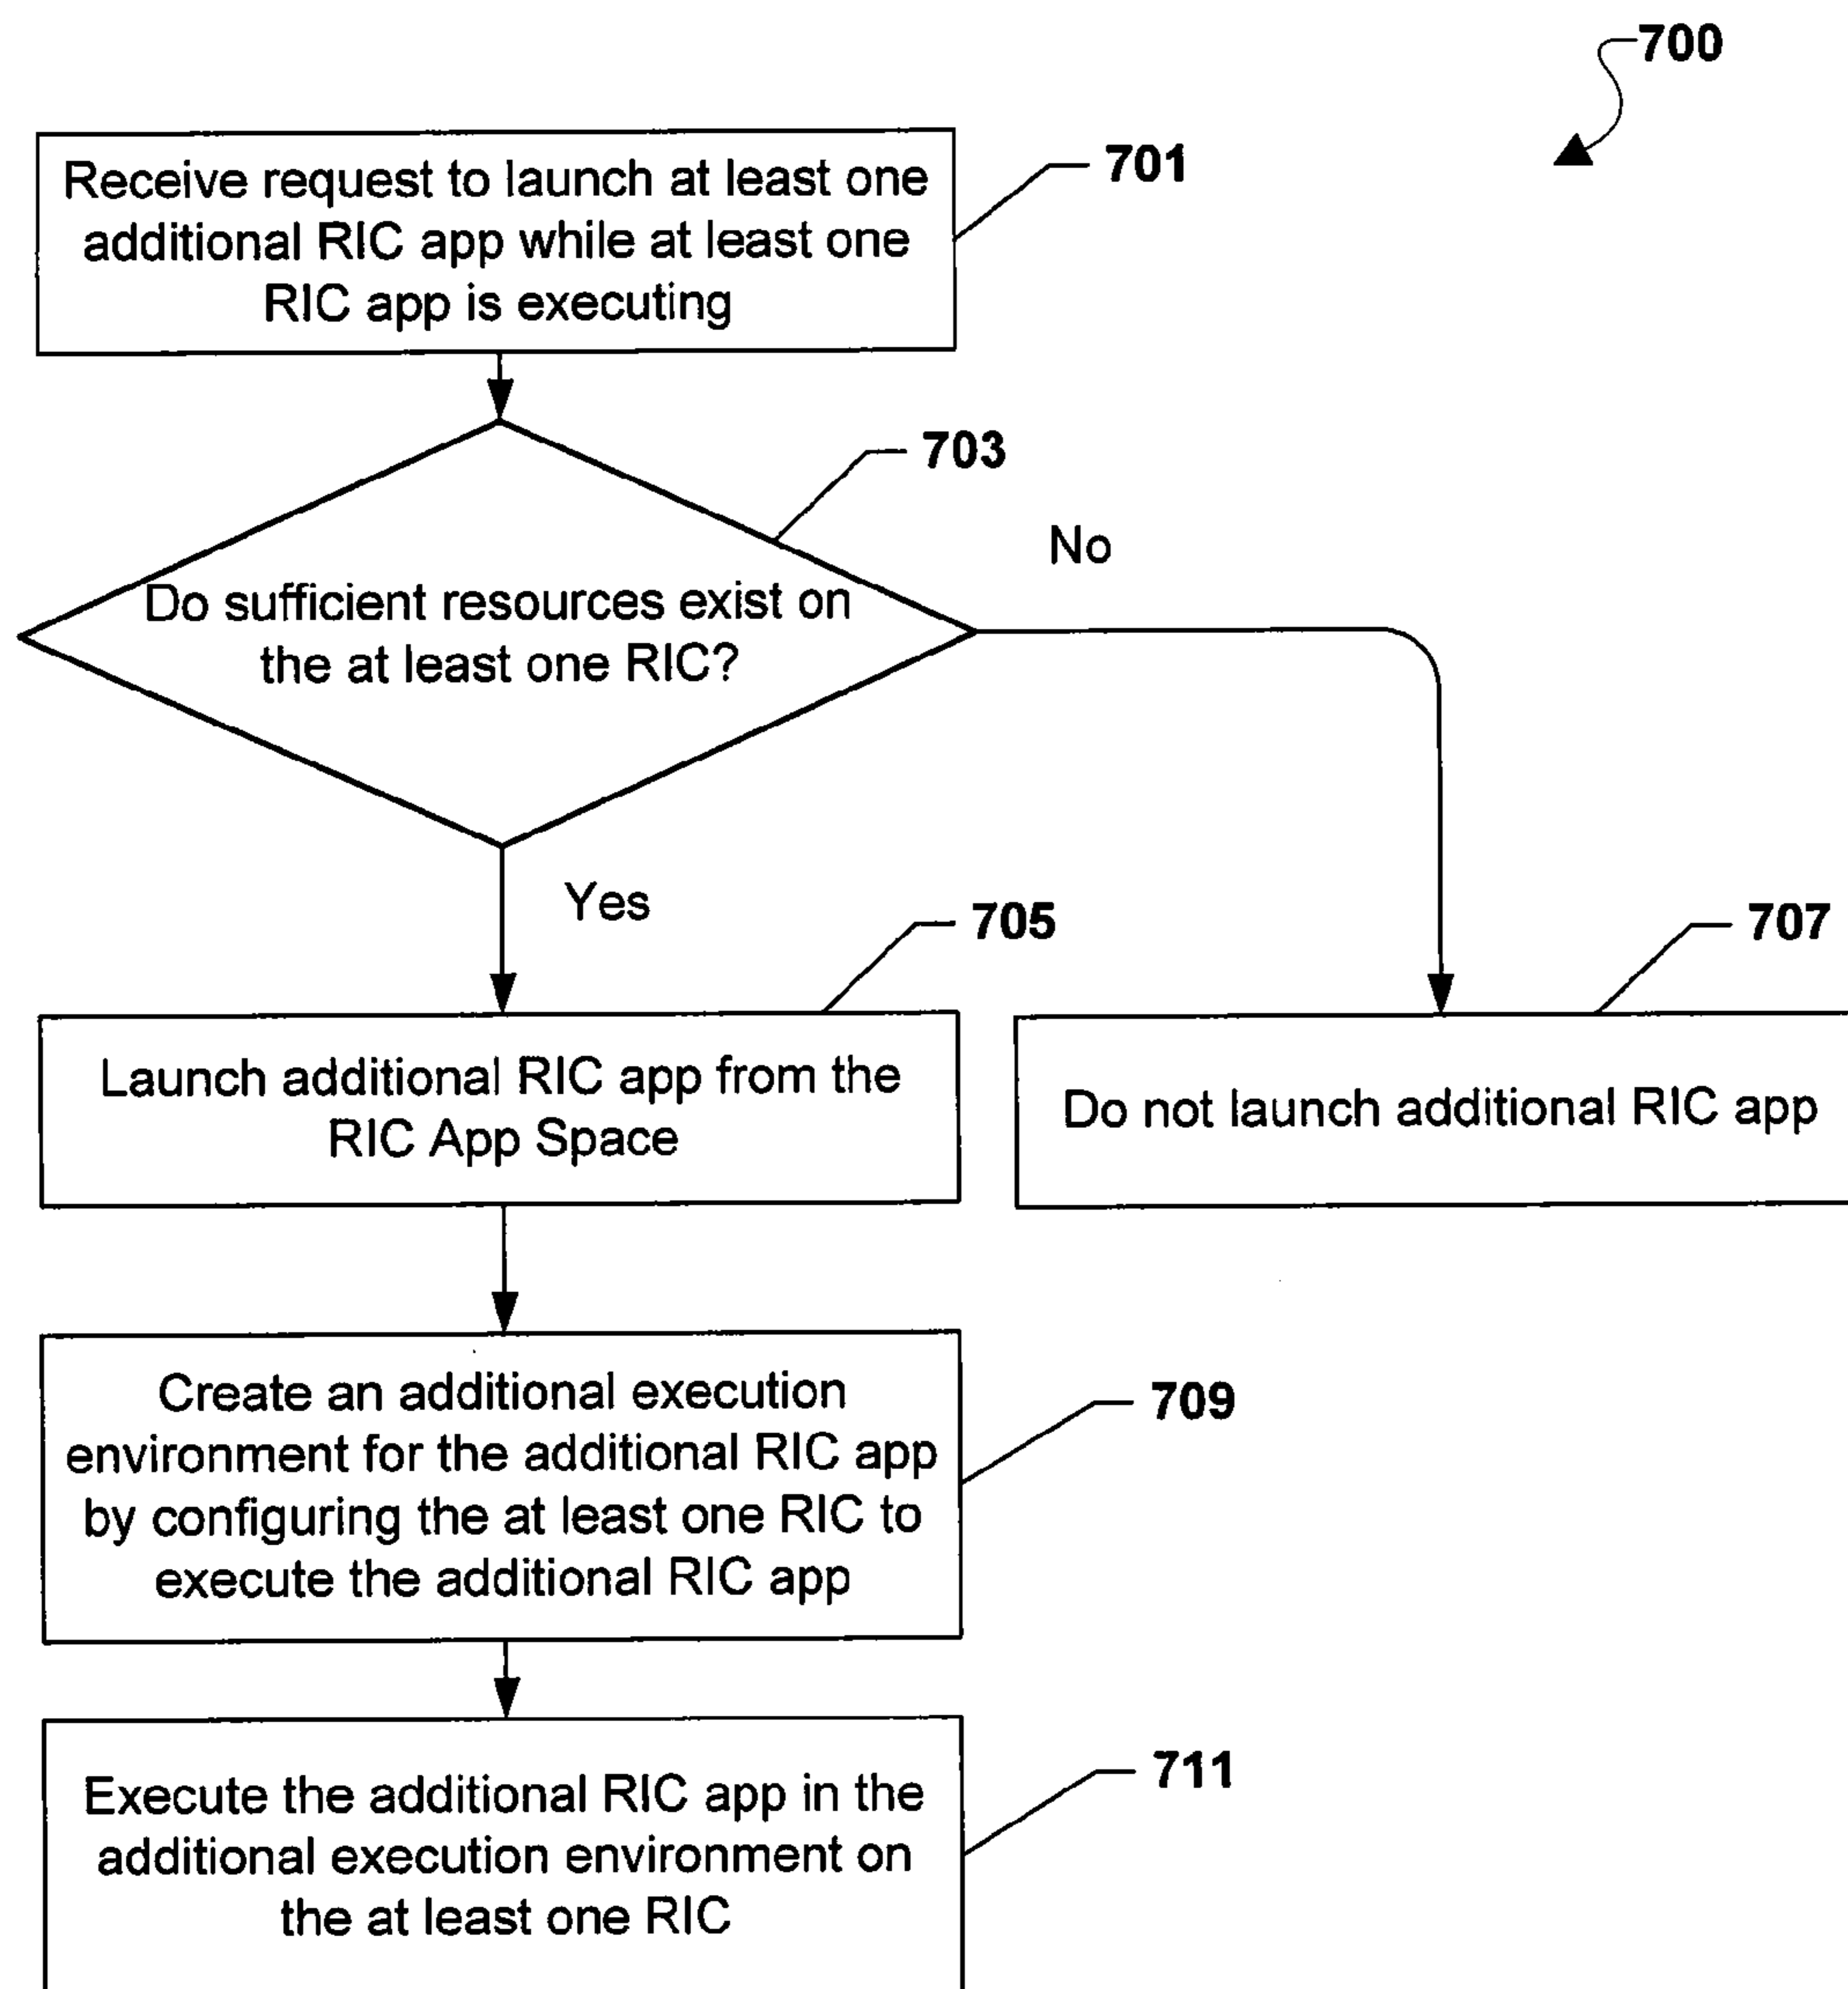 700
Receive request to launch at least one
additional RIC app while at least one
RIC app is executing
701
703
Do sufficient resources exist on
the at least one RIC?
No
Yes
705
Launch additional RIC app from the
RIC App Space
707
Do not launch additional RIC app
Create an additional execution
environment for the additional RIC app
by configuring the at least one RIC to
execute the additional RIC app
709
Execute the additional RIC app in the
additional execution environment on
the at least one RIC
711